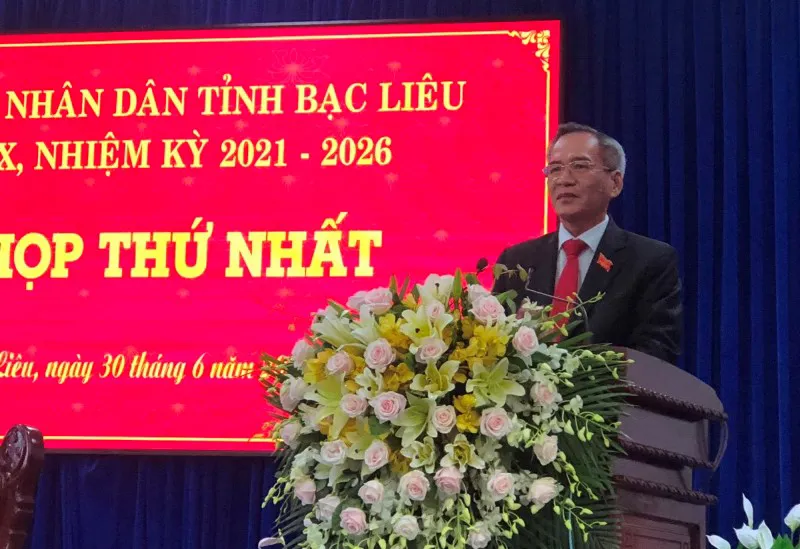 NHÂN DÂN TỈNH BẠC LIÊU
X, NHIỆM KỲ 2021 - 2026
HỌP THỨ NHẤT
Liêu, ngày 30 tháng 6 năm